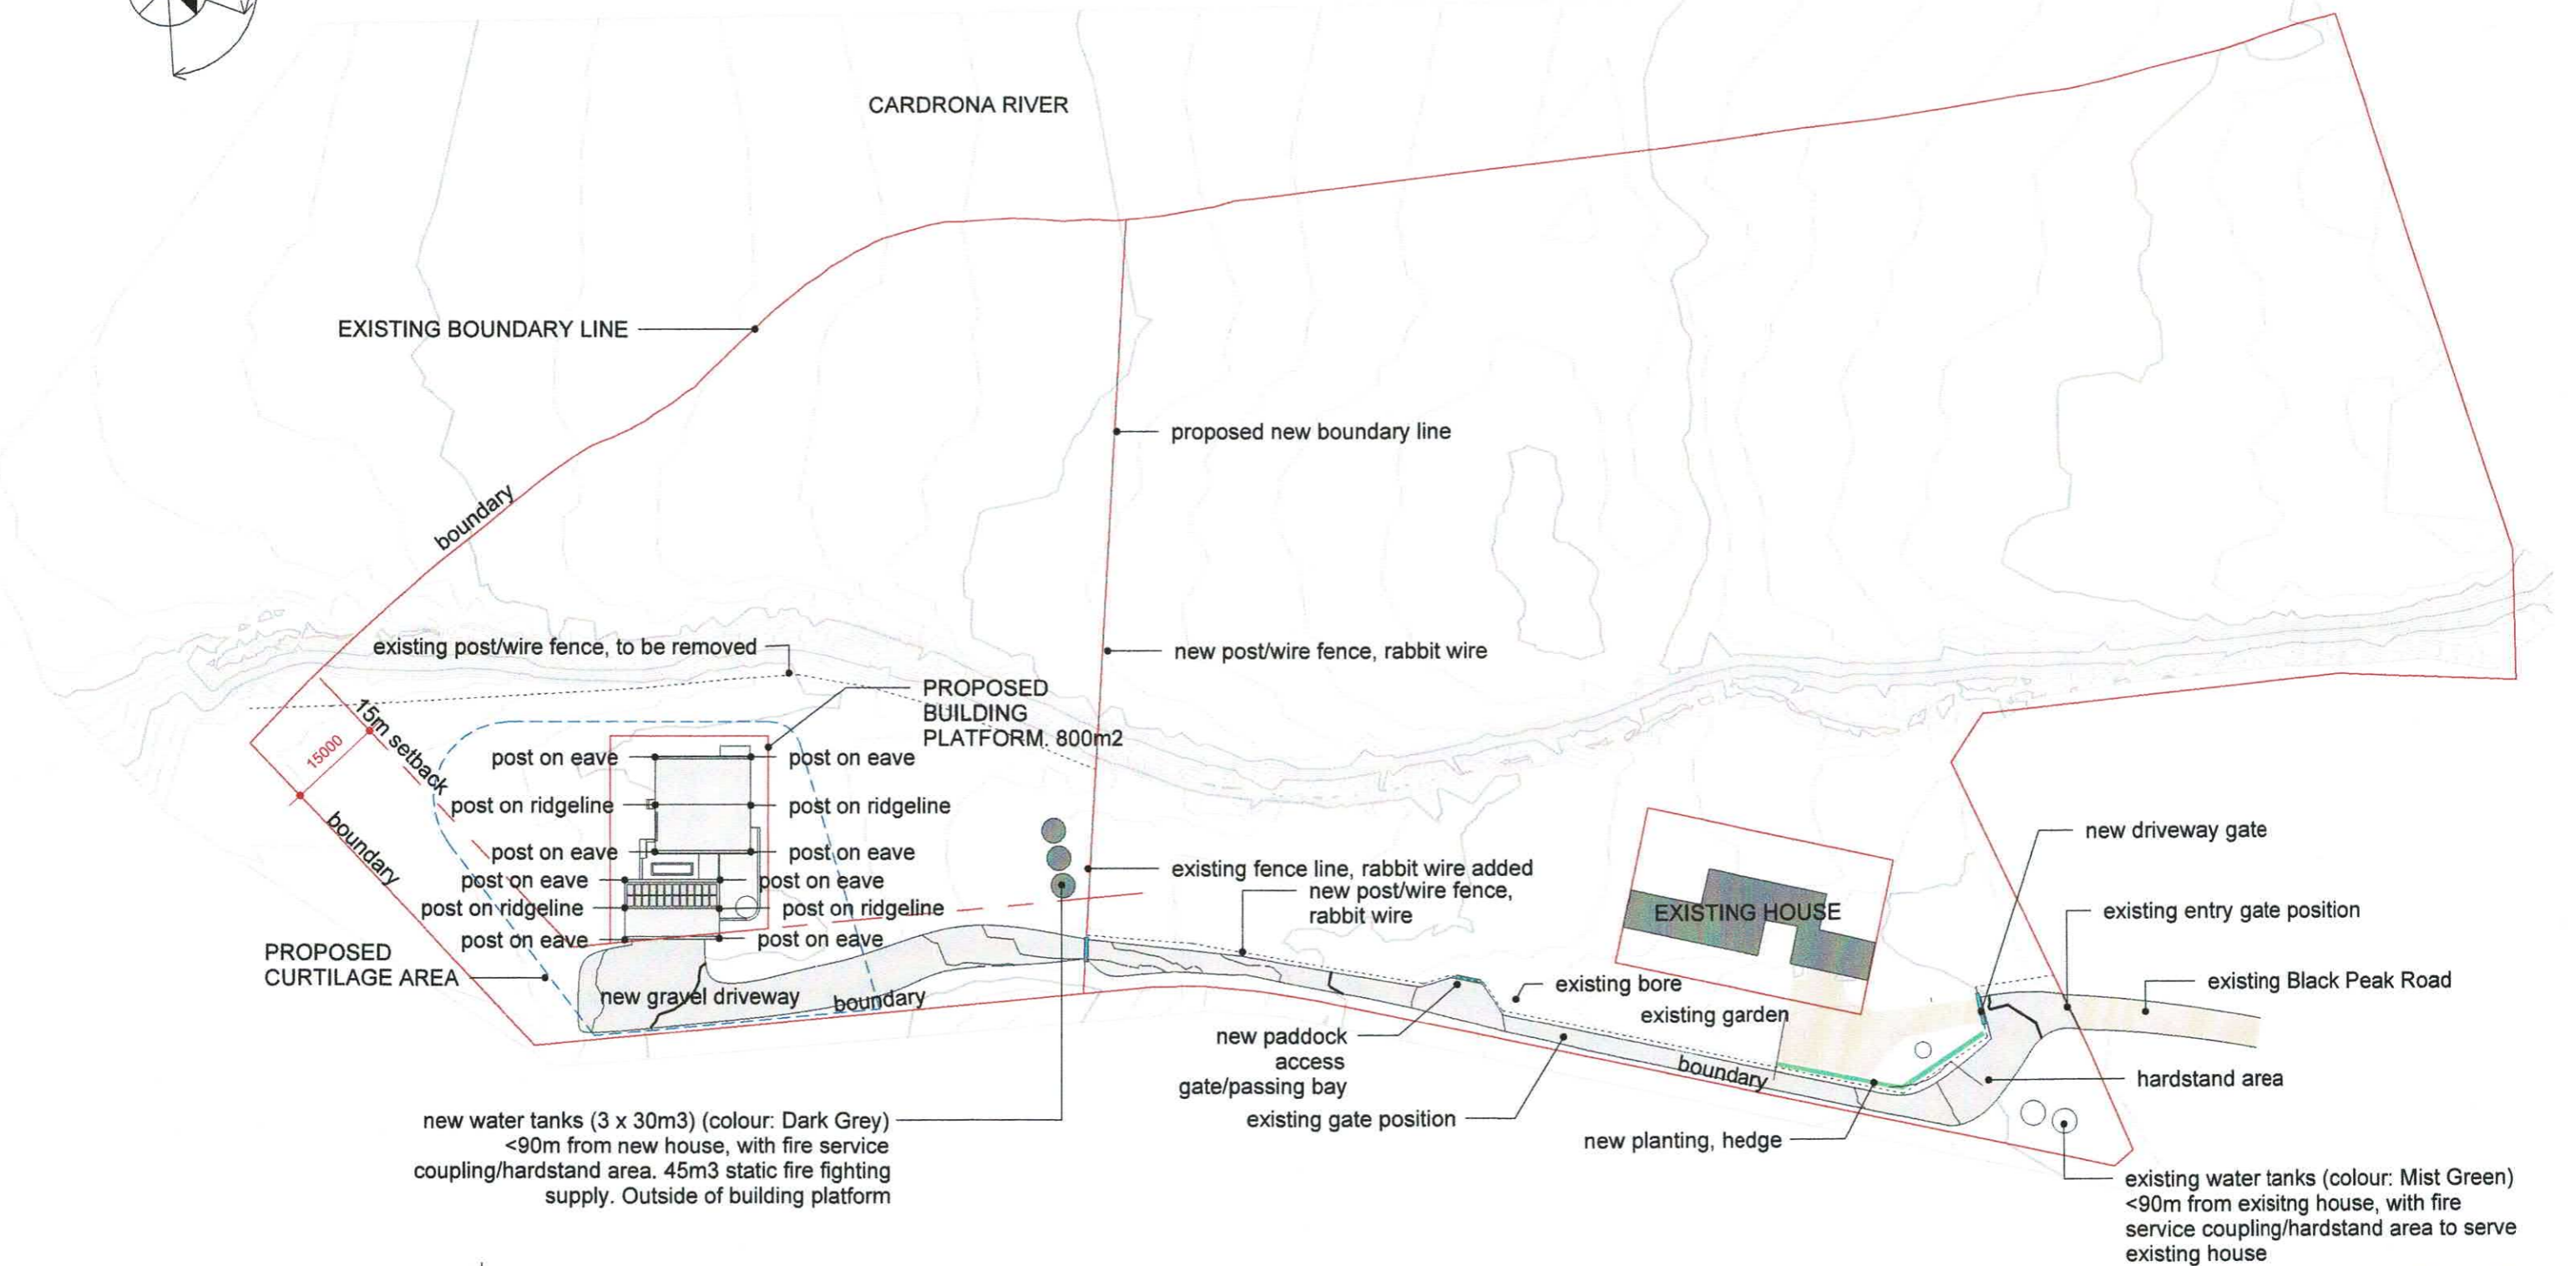 CARDRONA RIVER
EXISTING BOUNDARY LINE
proposed new boundary line
boundary
existing post/wire fence, to be removed
new post/wire fence, rabbit wire
PROPOSED
BUILDING
PLATFORM. 800m2
15m setback
15000
boundary
post on eave
post on eave
post on ridgeline
post on ridgeline
post on eave
post on eave
post on eave
post on eave
post on ridgeline
post on ridgeline
post on eave
post on eave
PROPOSED
CURTILAGE AREA
new gravel driveway
boundary
existing fence line, rabbit wire added
new post/wire fence,
rabbit wire
EXISTING HOUSE
new driveway gate
existing entry gate position
existing Black Peak Road
existing bore
existing garden
new paddock
access
gate/passing bay
boundary
hardstand area
existing gate position
new planting, hedge
new water tanks (3 x 30m3) (colour: Dark Grey)
<90m from new house, with fire service
coupling/hardstand area. 45m3 static fire fighting
supply. Outside of building platform
existing water tanks (colour: Mist Green)
<90m from exisitng house, with fire
service coupling/hardstand area to serve
existing house